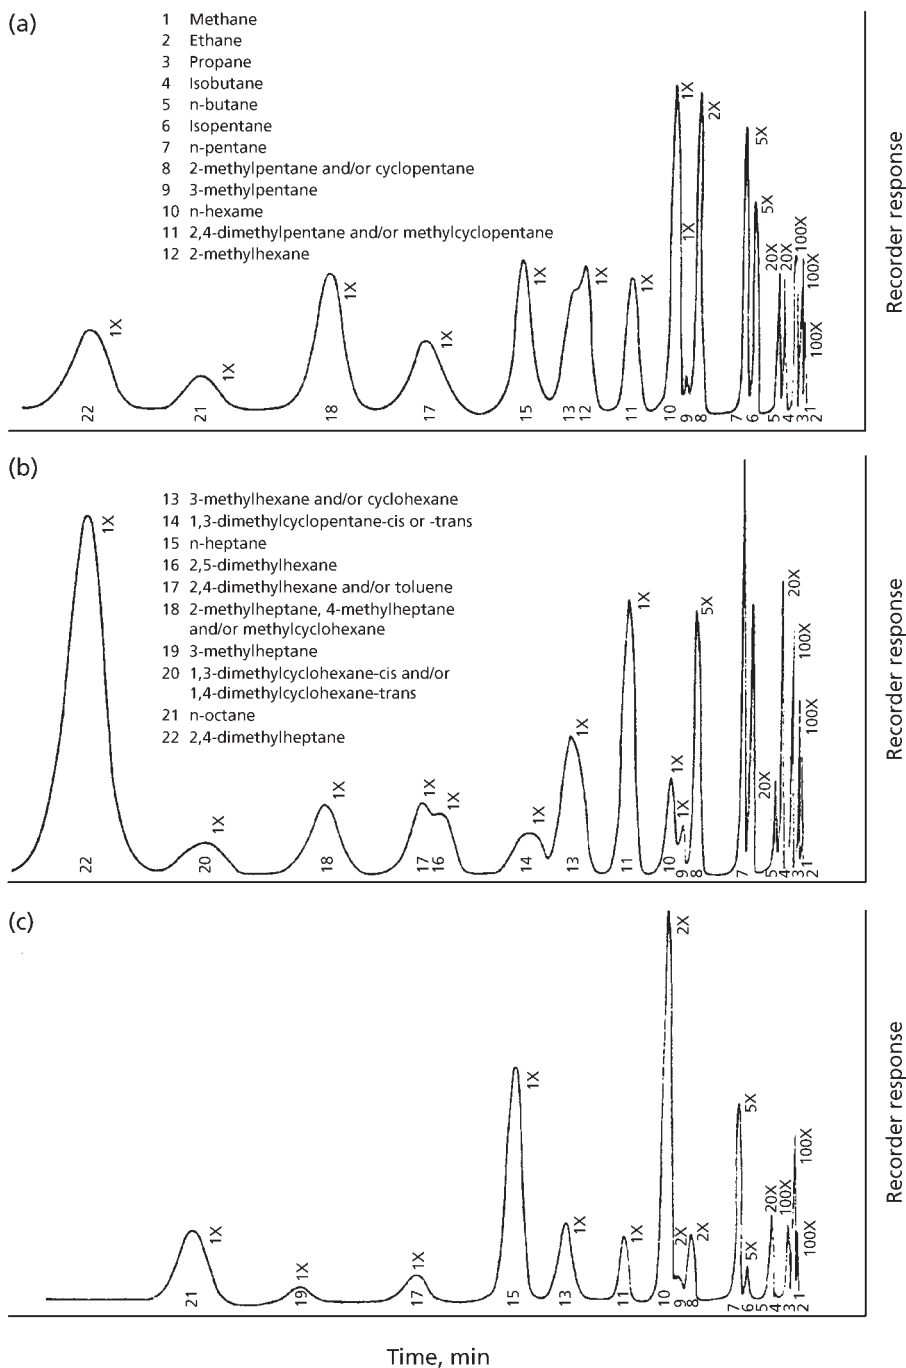 (a)
1 Methane
2 Ethane
3 Propane
4 Isobutane
5 n-butane
6 Isopentane
7 n-pentane
8 2-methylpentane and/or cyclopentane
9 3-methylpentane
10 n-hexame
11 2,4-dimethylpentane and/or methylcyclopentane
12 2-methylhexane
1X 1X 1X 1X 1X 1X 1X 1X 1X 2X 5X 5X 20X 20X 100X 100X 100X
22 21 18 17 15 13 12 11 10 9 8 7 6 5 4 3 1 2
Recorder response
(b)
13 3-methylhexane and/or cyclohexane
14 1,3-dimethylcyclopentane-cis or -trans
15 n-heptane
16 2,5-dimethylhexane
17 2,4-dimethylhexane and/or toluene
18 2-methylheptane, 4-methylheptane
and/or methylcyclohexane
19 3-methylheptane
20 1,3-dimethylcyclohexane-cis and/or
1,4-dimethylcyclohexane-trans
21 n-octane
22 2,4-dimethylheptane
1X 1X 1X 1X 1X 1X 1X 1X 1X 1X 5X 20X 20X 100X 100X
22 20 18 17 16 14 13 11 10 9 8 7 5 4 3 1 2
Recorder response
(c)
1X 1X 1X 1X 1X 2X 2X 2X 5X 5X 20X 100X 100X 100X
21 19 17 15 13 11 10 9 8 7 6 5 4 3 1 2
Recorder response
Time, min